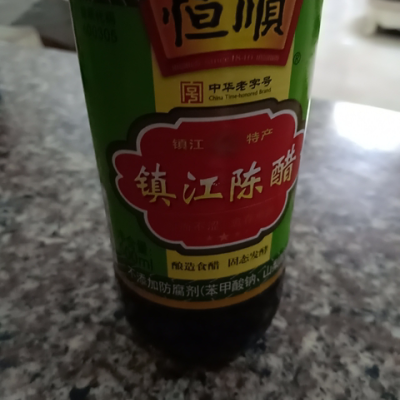 恒順
中华老字号
China Time-honored Brand
镇江 特产
镇江陈醋
酿造食醋 固态发酵
不添加防腐剂(苯甲酸钠、山